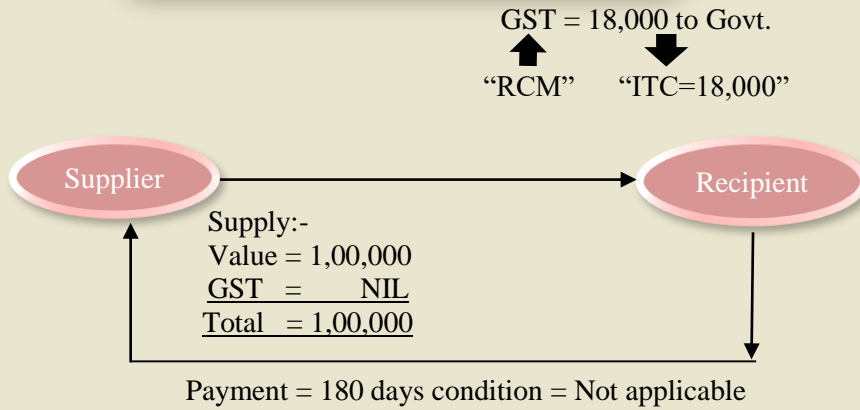 GST = 18,000 to Govt.
“RCM” “ITC=18,000”
Supplier
Recipient
Supply:-
Value = 1,00,000
GST = NIL
Total = 1,00,000
Payment = 180 days condition = Not applicable